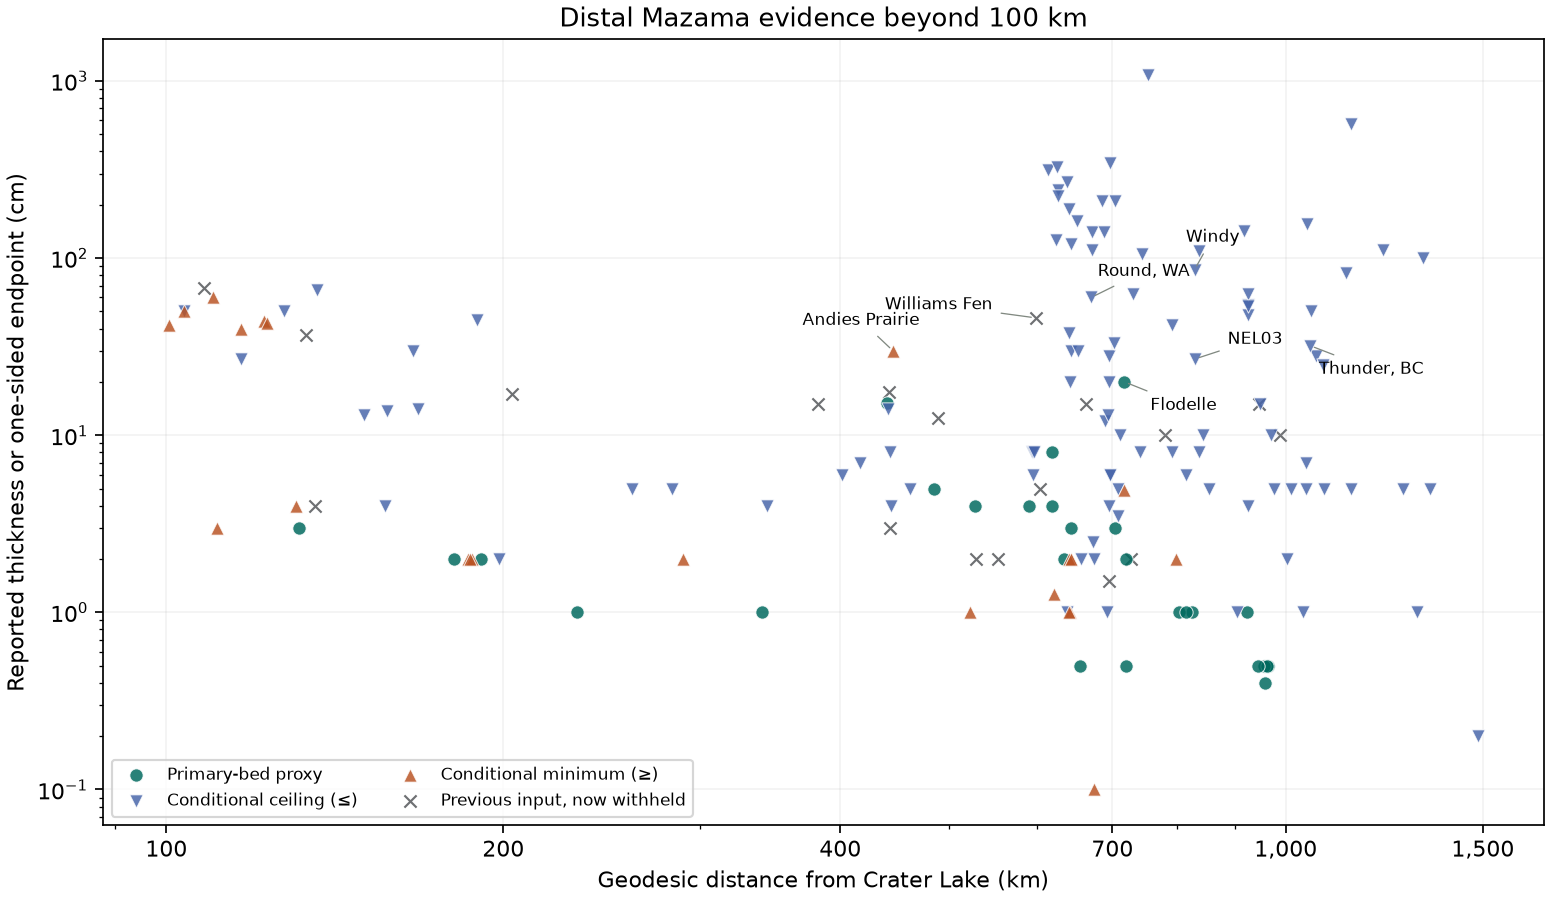 Distal Mazama evidence beyond 100 km
Reported thickness or one-sided endpoint (cm)
10³
10²
10¹
10⁰
10⁻¹
Windy
Round, WA
Williams Fen
Andies Prairie
NEL03
Thunder, BC
Flodelle
Primary-bed proxy
Conditional ceiling (≤)
Conditional minimum (≥)
Previous input, now withheld
100
200
400
700
1,000
1,500
Geodesic distance from Crater Lake (km)